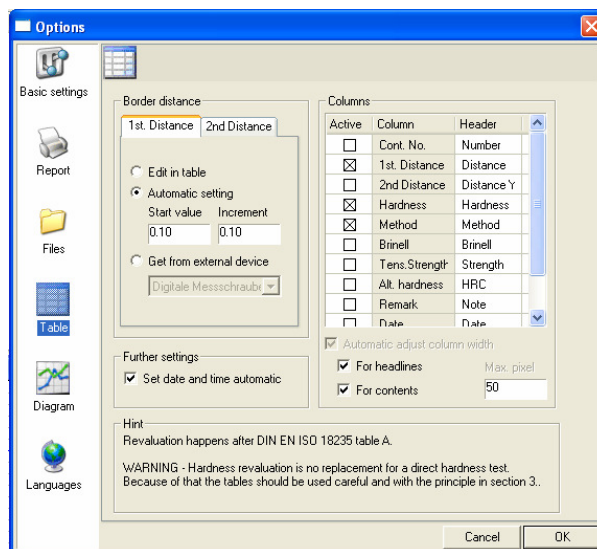 Options
Basic settings
Report
Files
Table
Diagram
Languages
Border distance
1st. Distance 2nd Distance
Edit in table
Automatic setting
Start value Increment
0.10 0.10
Get from external device
Digitale Messschraube
Further settings
Set date and time automatic
Columns
Active Column Header
Cont. No. Number
1st. Distance Distance
2nd Distance Distance Y
Hardness Hardness
Method Method
Brinell Brinell
Tens.Strength Strength
Alt. hardness HRC
Remark Note
Date Date
Automatic adjust column width
For headlines Max. pixel
For contents 50
Hint
Revaluation happens after DIN EN ISO 18235 table A.
WARNING - Hardness revaluation is no replacement for a direct hardness test.
Because of that the tables should be used careful and with the principle in section 3..
Cancel OK